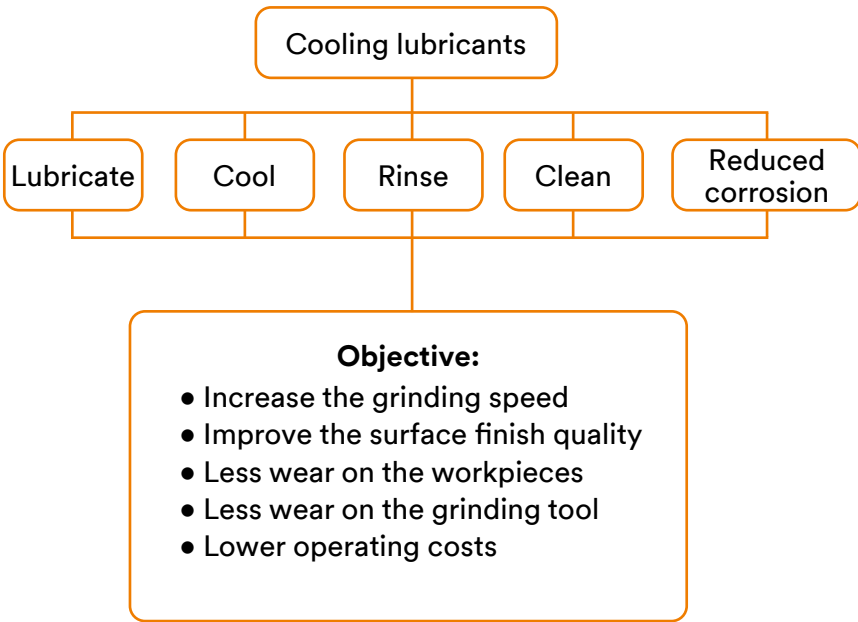 Cooling lubricants
Lubricate
Cool
Rinse
Clean
Reduced
corrosion
Objective:
● Increase the grinding speed
● Improve the surface finish quality
● Less wear on the workpieces
● Less wear on the grinding tool
● Lower operating costs